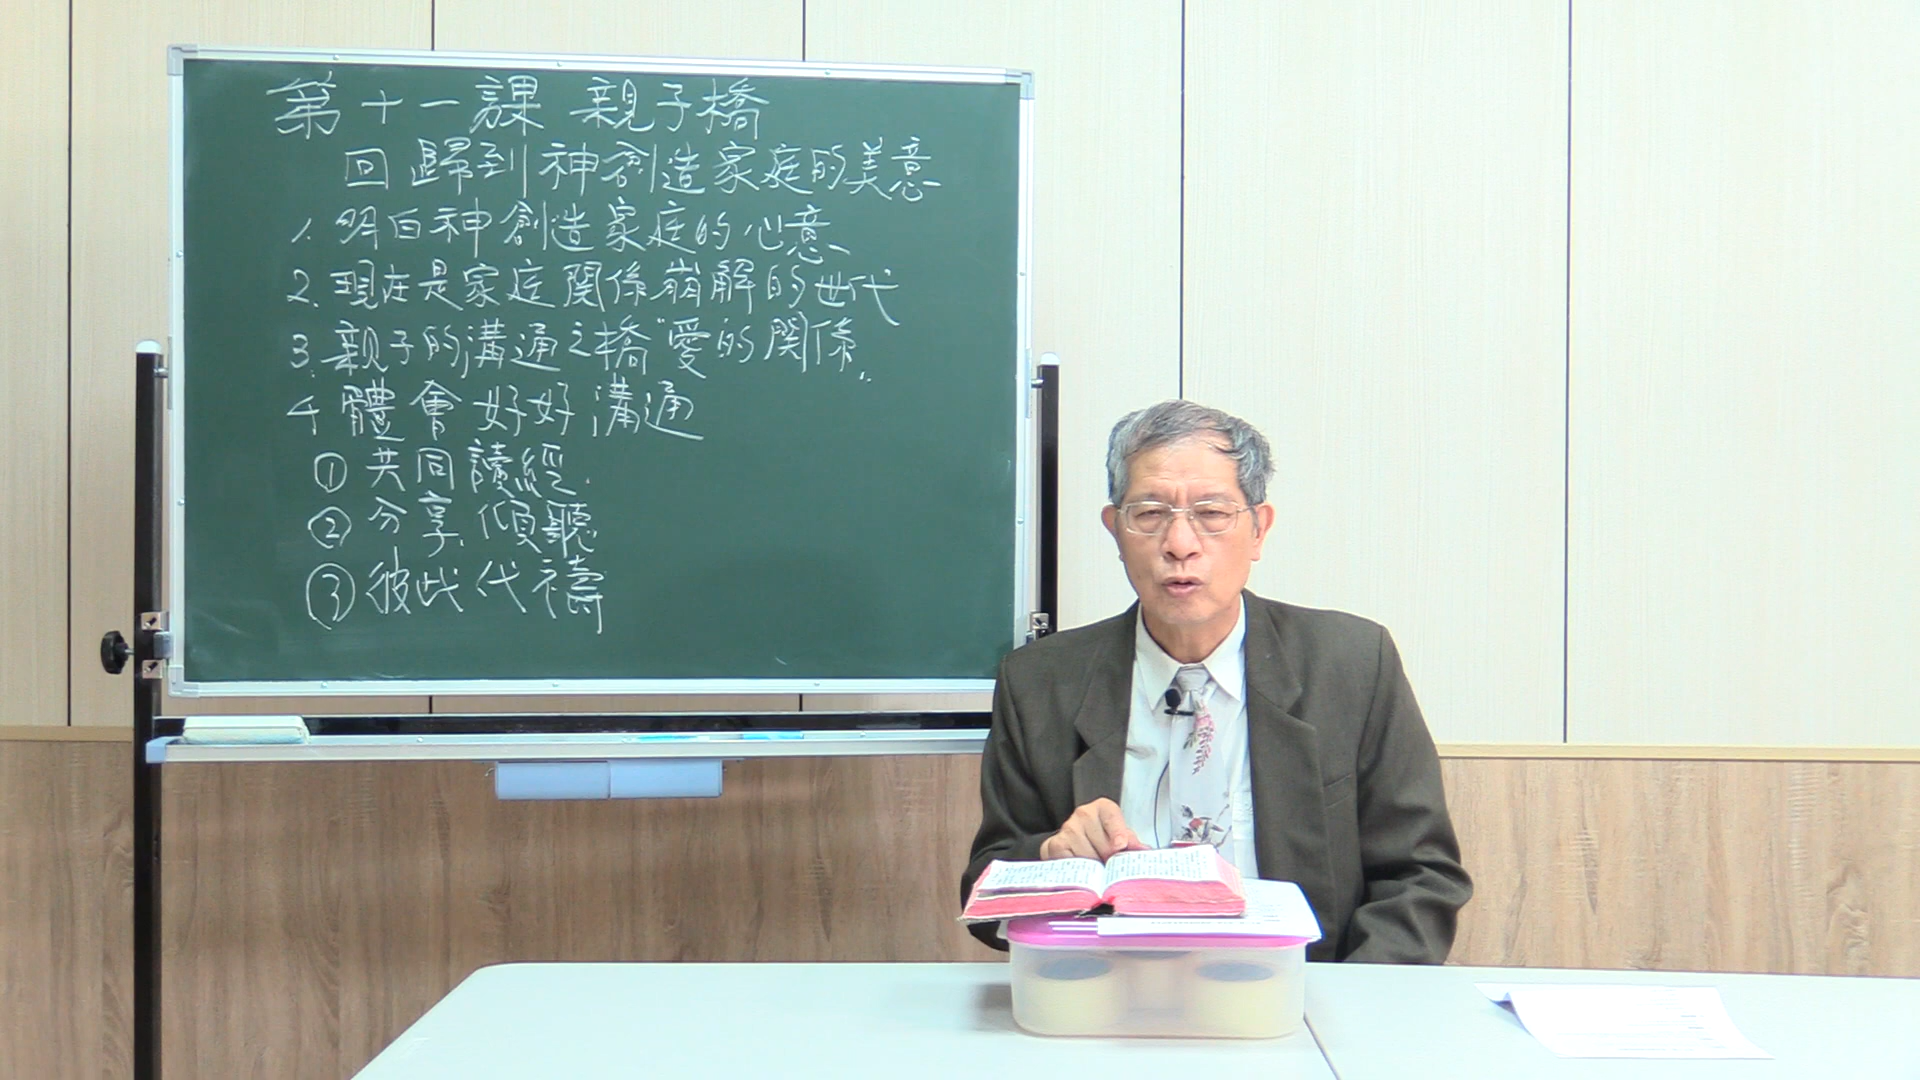 第十一課 親子橋
回歸到神創造家庭的美意
1. 明白神創造家庭的心意
2. 現在是家庭関係崩解的世代
3. 親子的溝通之橋"愛的関係"
4 體會好好溝通
① 共同讀經.
② 分享、傾聽
③ 彼此代禱